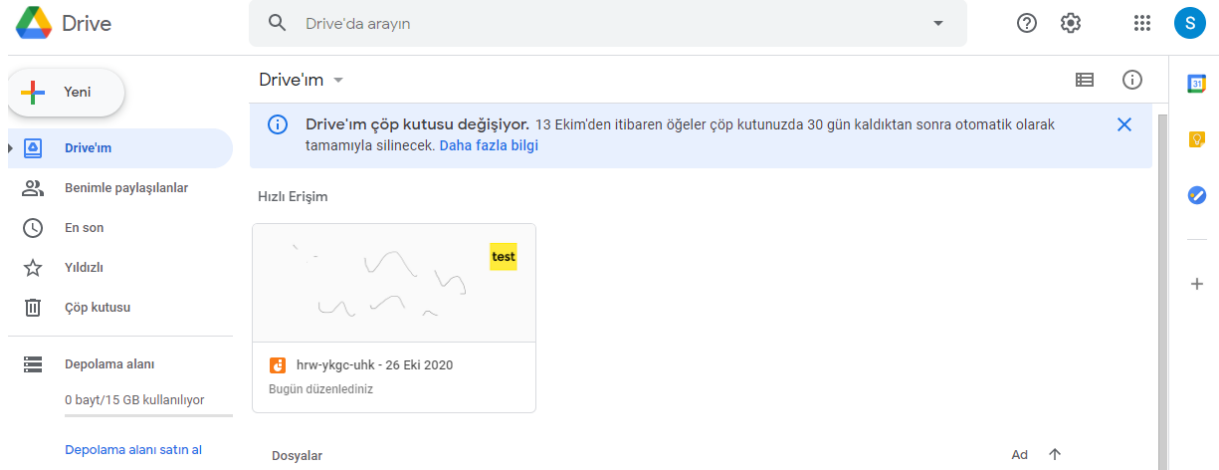 Drive
Drive'da arayın
S
Yeni
Drive'ım
Benimle paylaşılanlar
En son
Yıldızlı
Çöp kutusu
Depolama alanı
0 bayt/15 GB kullanılıyor
Depolama alanı satın al
Drive'ım
Drive'ım çöp kutusu değişiyor. 13 Ekim'den itibaren öğeler çöp kutunuzda 30 gün kaldıktan sonra otomatik olarak
tamamıyla silinecek. Daha fazla bilgi
Hızlı Erişim
test
hrw-ykgc-uhk - 26 Eki 2020
Bugün düzenlediniz
Dosyalar
Ad
31